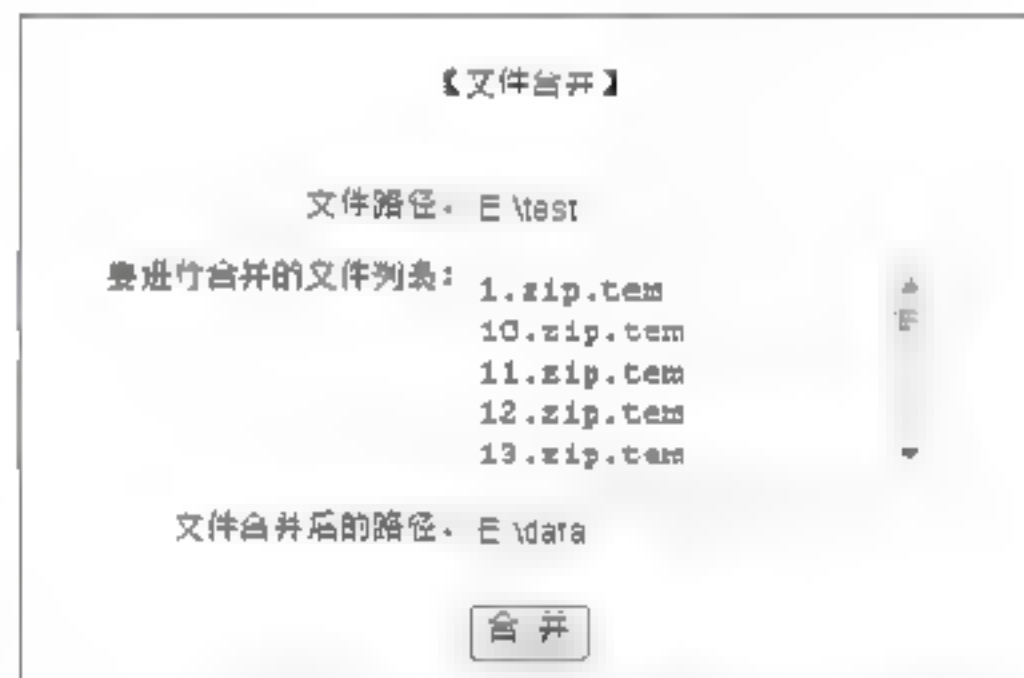 【文件合并】
文件路径： E:\test
要进行合并的文件列表： 1.zip.tem
10.zip.tem
11.zip.tem
12.zip.tem
13.zip.tem
文件合并后的路径： E:\data
合 并